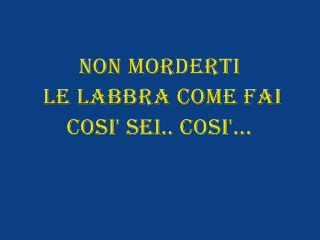 NON MORDERTI
LE LABBRA COME FAI
COSI' SEI.. COSI'...